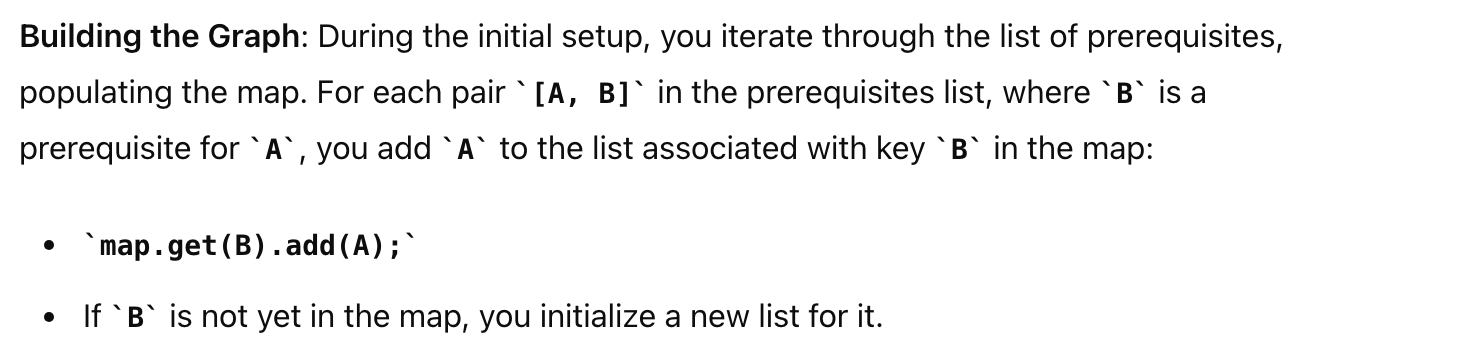 Building the Graph: During the initial setup, you iterate through the list of prerequisites,
populating the map. For each pair `[A, B]` in the prerequisites list, where `B` is a
prerequisite for `A`, you add `A` to the list associated with key `B` in the map:
• `map.get(B).add(A);`
• If `B` is not yet in the map, you initialize a new list for it.